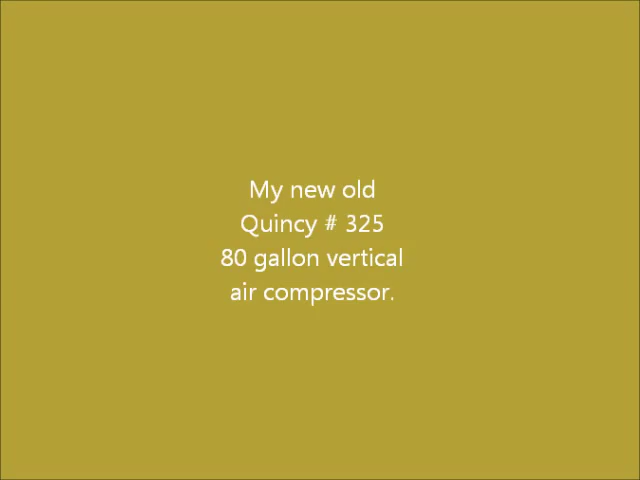 My new old
Quincy # 325
80 gallon vertical
air compressor.